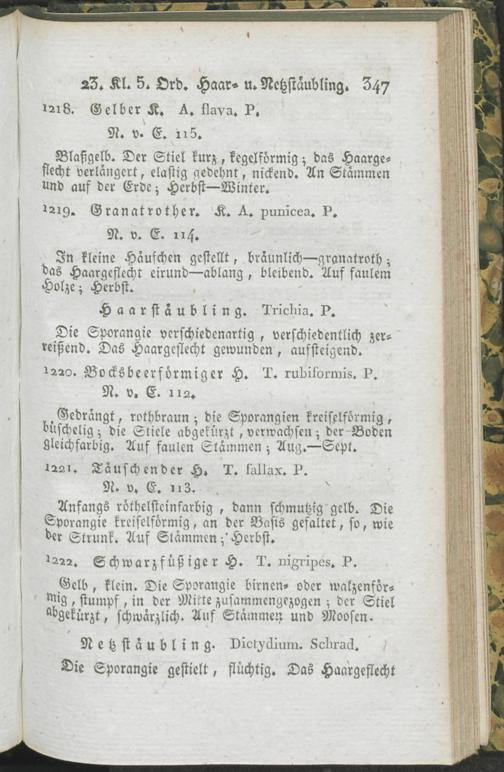 23. Kl. 5. Ord. Haar- u. Netzstäubling. 347
1218. Gelber K. A. flava. P.
N. v. E. 115.
Blaßgelb. Der Stiel kurz, kegelförmig; das Haarge-
flecht verlängert, elastig gedehnt, nickend. An Stämmen
und auf der Erde; Herbst—Winter.
1219. Granatrother. K. A. punicea. P.
N. v. E. 114.
In kleine Häufchen gestellt, bräunlich—granatroth;
das Haargeflecht eirund—ablang, bleibend. Auf faulem
Holze; Herbst.
Haarstäubling. Trichia. P.
Die Sporangie verschiedenartig, verschiedentlich zer-
reißend. Das Haargeflecht gewunden, aufsteigend.
1220. Bocksbeerförmiger H. T. rubiformis. P.
N. v. E. 112.
Gedrängt, rothbraun; die Sporangien kreiselförmig,
büschelig; die Stiele abgekürzt, verwachsen; der Boden
gleichfarbig. Auf faulen Stämmen; Aug.—Sept.
1221. Täuschender H. T. fallax. P.
N. v. E. 113.
Anfangs röthelsteinfarbig, dann schmutzig gelb. Die
Sporangie kreiselförmig, an der Basis gefaltet, so, wie
der Strunk. Auf Stämmen; Herbst.
1222. Schwarzfüßiger H. T. nigripes. P.
Gelb, klein. Die Sporangie birnen- oder walzenför-
mig, stumpf, in der Mitte zusammengezogen; der Stiel
abgekürzt, schwärzlich. Auf Stämmen und Moosen.
Netzstäubling. Dictydium. Schrad.
Die Sporangie gestielt, flüchtig. Das Haargeflecht